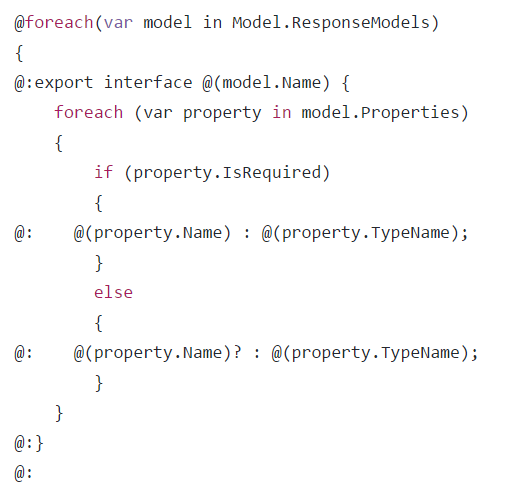 @foreach(var model in Model.ResponseModels)
{
@:export interface @(model.Name) {
    foreach (var property in model.Properties)
    {
        if (property.IsRequired)
        {
@:    @(property.Name) : @(property.TypeName);
        }
        else
        {
@:    @(property.Name)? : @(property.TypeName);
        }
    }
@:}
@: